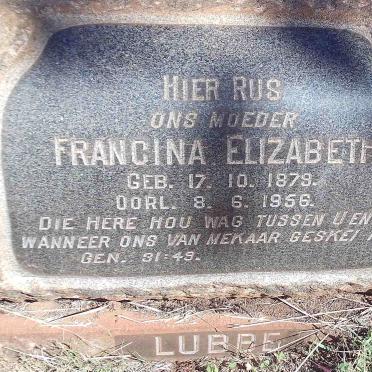 HIER RUS
ONS MOEDER
FRANCINA ELIZABETH
GEB. 17. 10. 1879.
OORL. 8. 6. 1956.
DIE HERE HOU WAG TUSSEN U EN
WANNEER ONS VAN MEKAAR GESKEI
GEN. 31:49.
LUBBE